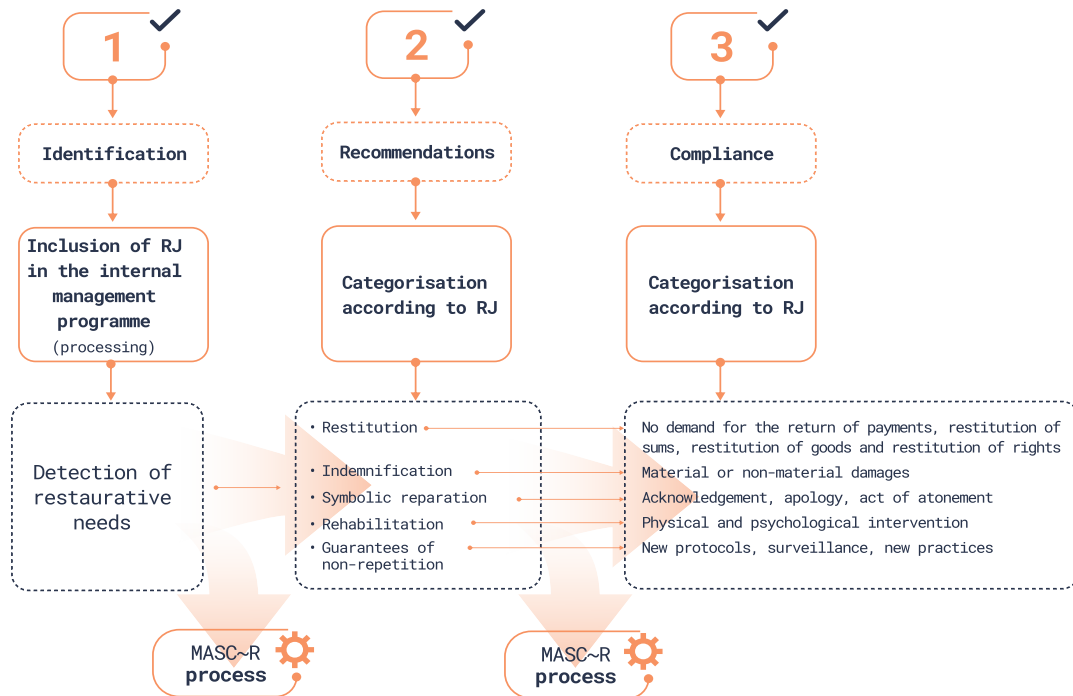 1
Identification
Inclusion of RJ
in the internal
management
programme
(processing)
Detection of
restaurative
needs
MASC~R
process
2
Recommendations
Categorisation
according to RJ
• Restitution
• Indemnification
• Symbolic reparation
• Rehabilitation
• Guarantees of
non-repetition
MASC~R
process
3
Compliance
Categorisation
according to RJ
No demand for the return of payments, restitution of
sums, restitution of goods and restitution of rights
Material or non-material damages
Acknowledgement, apology, act of atonement
Physical and psychological intervention
New protocols, surveillance, new practices